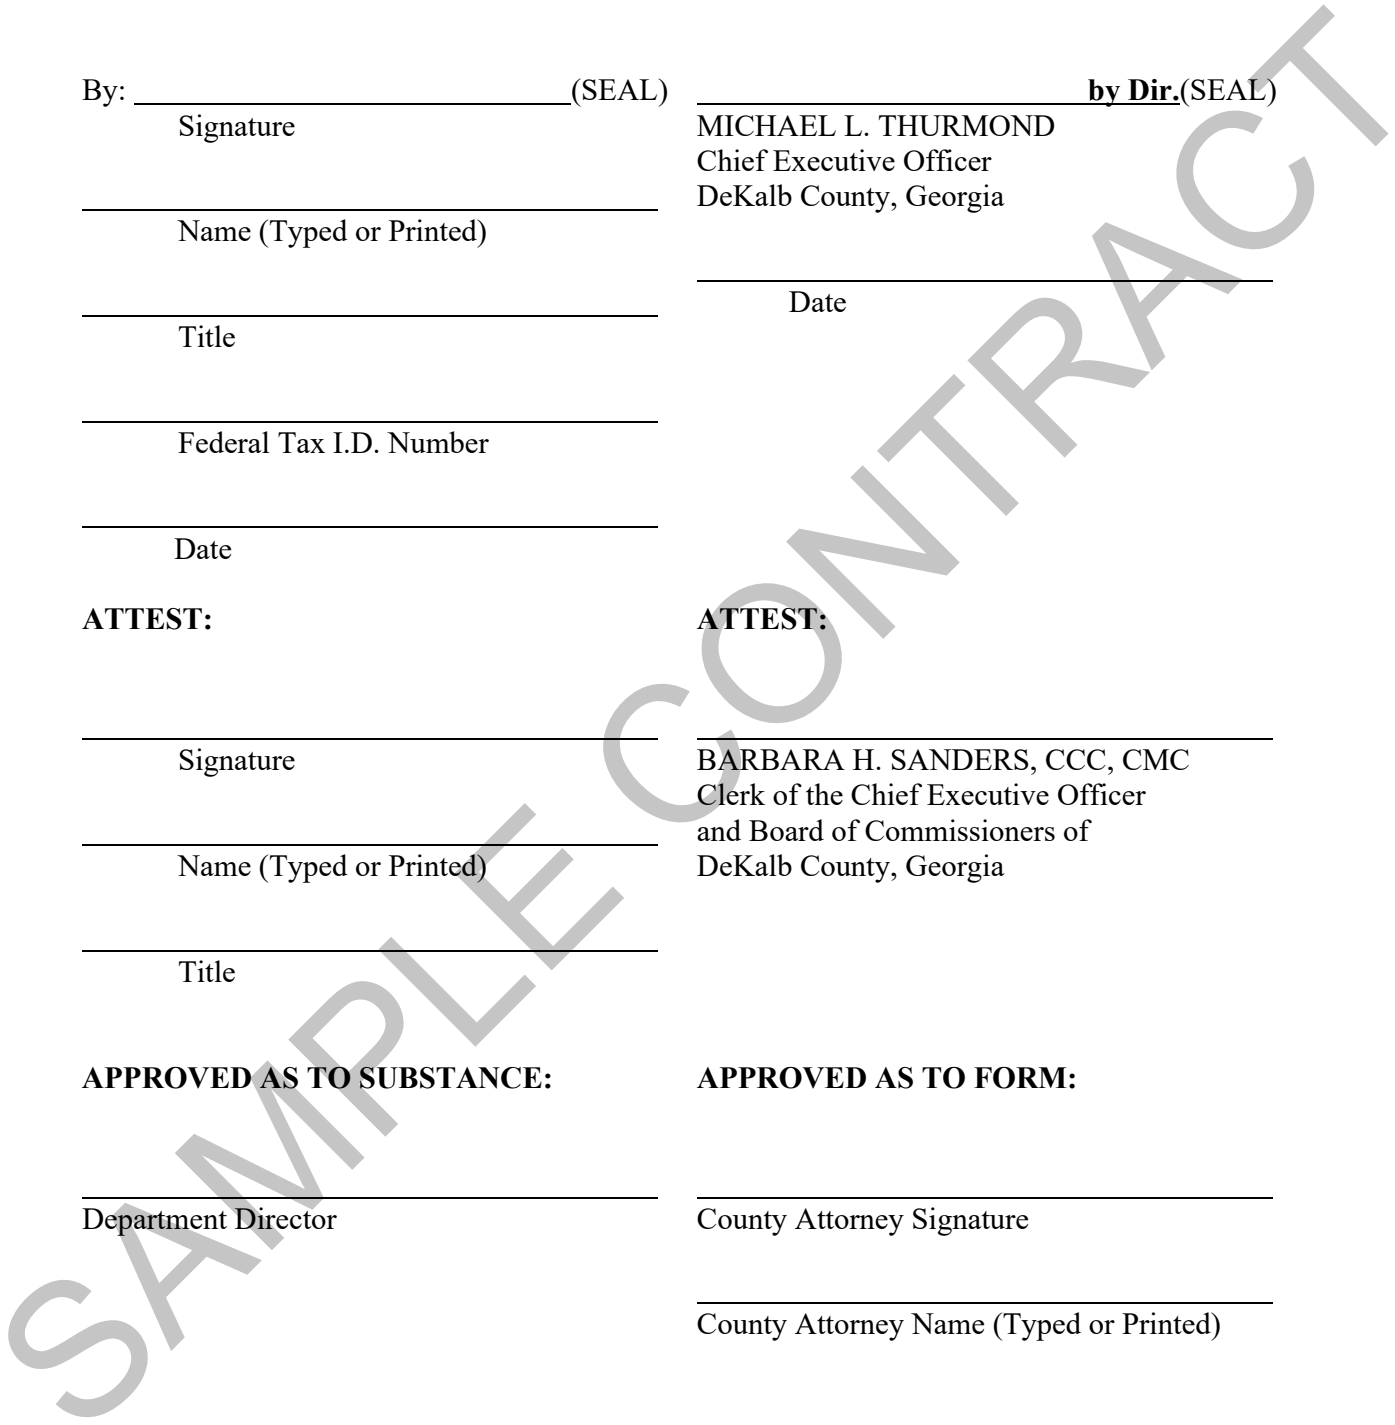 By: (SEAL)
Signature
Name (Typed or Printed)
Title
Federal Tax I.D. Number
Date
by Dir.(SEAL)
MICHAEL L. THURMOND
Chief Executive Officer
DeKalb County, Georgia
Date
ATTEST:
Signature
Name (Typed or Printed)
Title
ATTEST:
BARBARA H. SANDERS, CCC, CMC
Clerk of the Chief Executive Officer
and Board of Commissioners of
DeKalb County, Georgia
APPROVED AS TO SUBSTANCE:
Department Director
APPROVED AS TO FORM:
County Attorney Signature
County Attorney Name (Typed or Printed)
SAMPLE CONTRACT